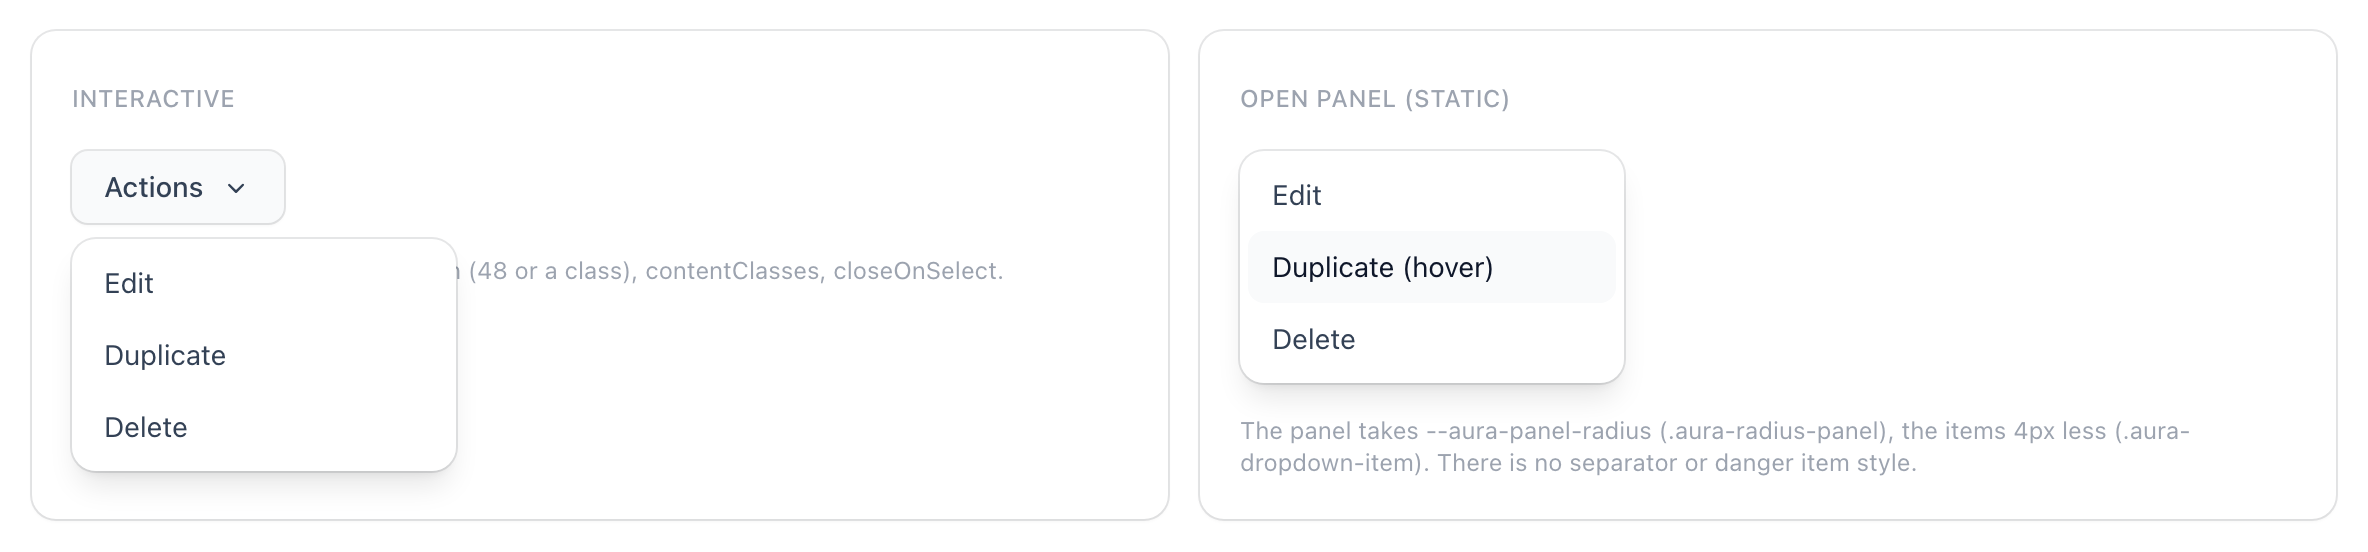 INTERACTIVE
Actions
Edit
(48 or a class), contentClasses, closeOnSelect.
Duplicate
Delete
OPEN PANEL (STATIC)
Edit
Duplicate (hover)
Delete
The panel takes --aura-panel-radius (.aura-radius-panel), the items 4px less (.aura-
dropdown-item). There is no separator or danger item style.